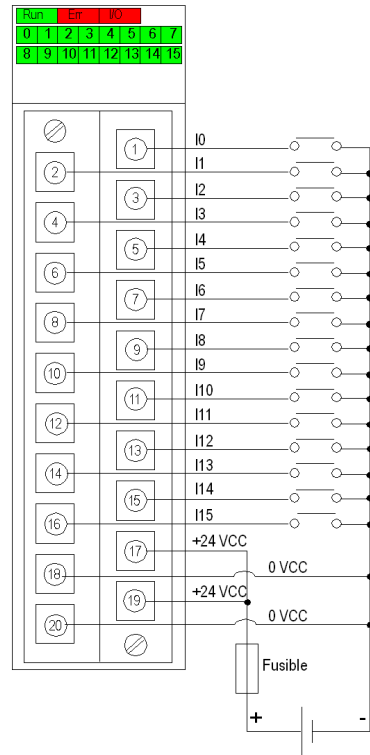 Run Err I/O
0 1 2 3 4 5 6 7
8 9 10 11 12 13 14 15
1 I0
2 I1
3 I2
4 I3
5 I4
6 I5
7 I6
8 I7
9 I8
10 I9
11 I10
12 I11
13 I12
14 I13
15 I14
16 I15
17 +24 VCC
18 0 VCC
19 +24 VCC
20 0 VCC
Fusible
+ -